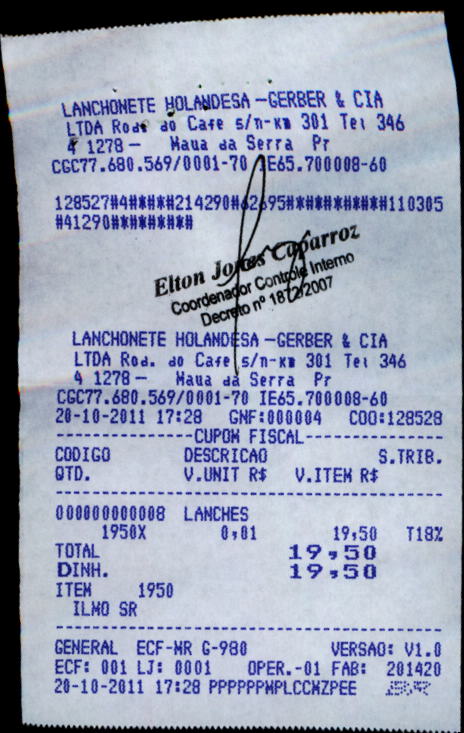 LANCHONETE HOLANDESA -GERBER & CIA
LTDA Rod. do Cafe s/n-km 301 Tel 346
4 1278 - Maua da Serra Pr
CGC77.680.569/0001-70 IE65.700008-60
128527#4#*###214290#62695#*#########110305
#41290#########
Elton Jones Caparroz
Coordenador Controle Interno
Decreto nº 1872/2007
LANCHONETE HOLANDESA -GERBER & CIA
LTDA Rod. do Cafe s/n-km 301 Tel 346
4 1278 - Maua da Serra Pr
CGC77.680.569/0001-70 IE65.700008-60
20-10-2011 17:28 GNF:000004 COO:128528
---------------CUPOM FISCAL---------------
CODIGO DESCRICAO S.TRIB.
QTD. V.UNIT R$ V.ITEM R$
000000000008 LANCHES
1950X 0,01 19,50 T18%
TOTAL 19,50
DINH. 19,50
ITEM 1950
ILMO SR
GENERAL ECF-MR G-980 VERSAO: V1.0
ECF: 001 LJ: 0001 OPER.-01 FAB: 201420
20-10-2011 17:28 PPPPPPWPLCCWZPEE